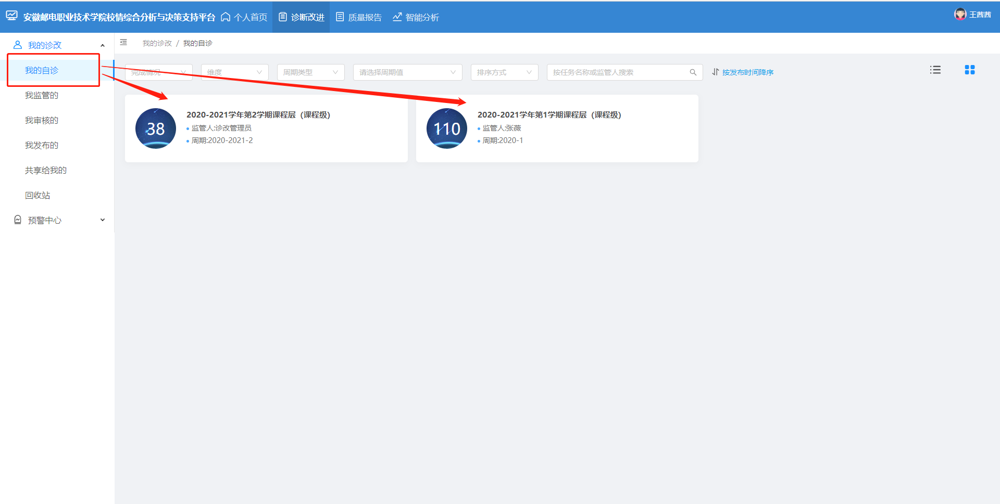 安徽邮电职业技术学院校情综合分析与决策支持平台 个人首页 诊断改进 质量报告 智能分析 王茜茜
我的诊改
我的自诊
我监管的
我审核的
我发布的
共享给我的
回收站
预警中心
我的诊改 / 我的自诊
完成情况 维度 周期类型 请选择周期值 排序方式 按任务名称或监管人搜索 按发布时间降序
38
2020-2021学年第2学期课程层（课程级）
监管人:诊改管理员
周期:2020-2021-2
110
2020-2021学年第1学期课程层（课程级）
监管人:张薇
周期:2020-1